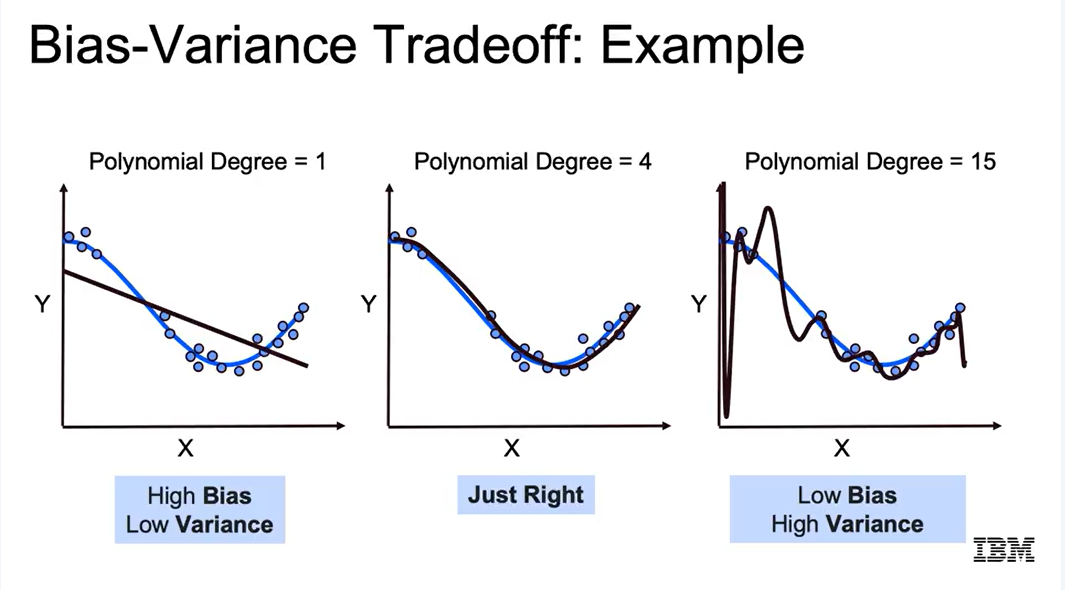 Bias-Variance Tradeoff: Example
Polynomial Degree = 1
Y
X
High Bias
Low Variance
Polynomial Degree = 4
Y
X
Just Right
Polynomial Degree = 15
Y
X
Low Bias
High Variance
IBM